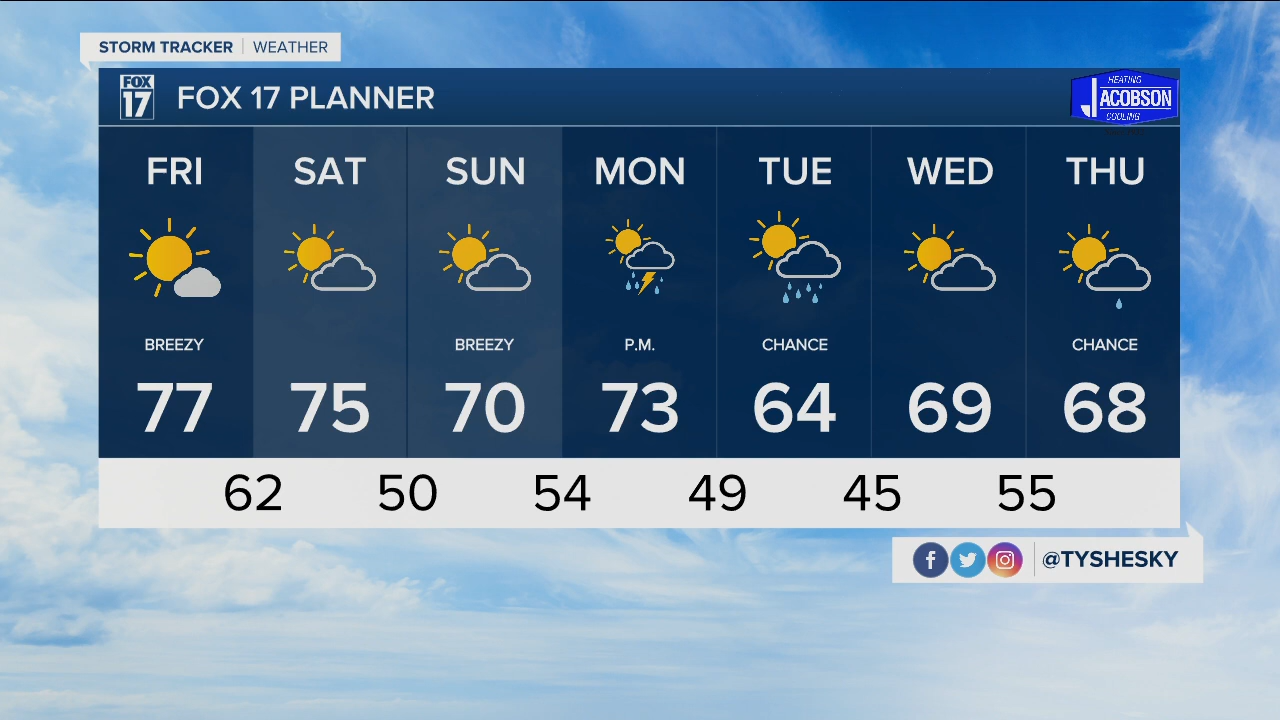 STORM TRACKER | WEATHER
FOX
17
FOX 17 PLANNER
HEATING
JACOBSON
COOLING
FRI SAT SUN MON TUE WED THU
BREEZY BREEZY P.M. CHANCE CHANCE
77 75 70 73 64 69 68
62 50 54 49 45 55
@TYSHESKY